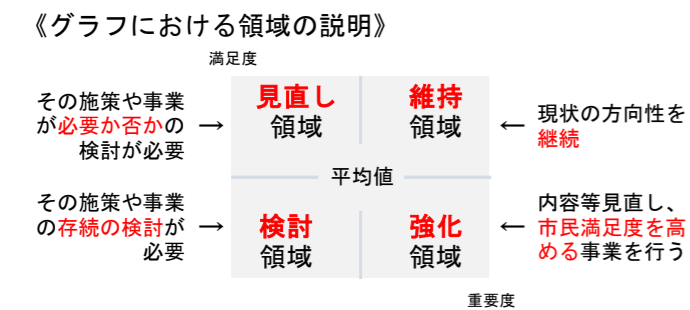 《グラフにおける領域の説明》
満足度
その施策や事業
が必要か否かの
検討が必要
→
見直し
領域
維持
領域
←
現状の方向性を
継続
平均値
その施策や事業
の存続の検討が
必要
→
検討
領域
強化
領域
←
内容等見直し、
市民満足度を高
める事業を行う
重要度